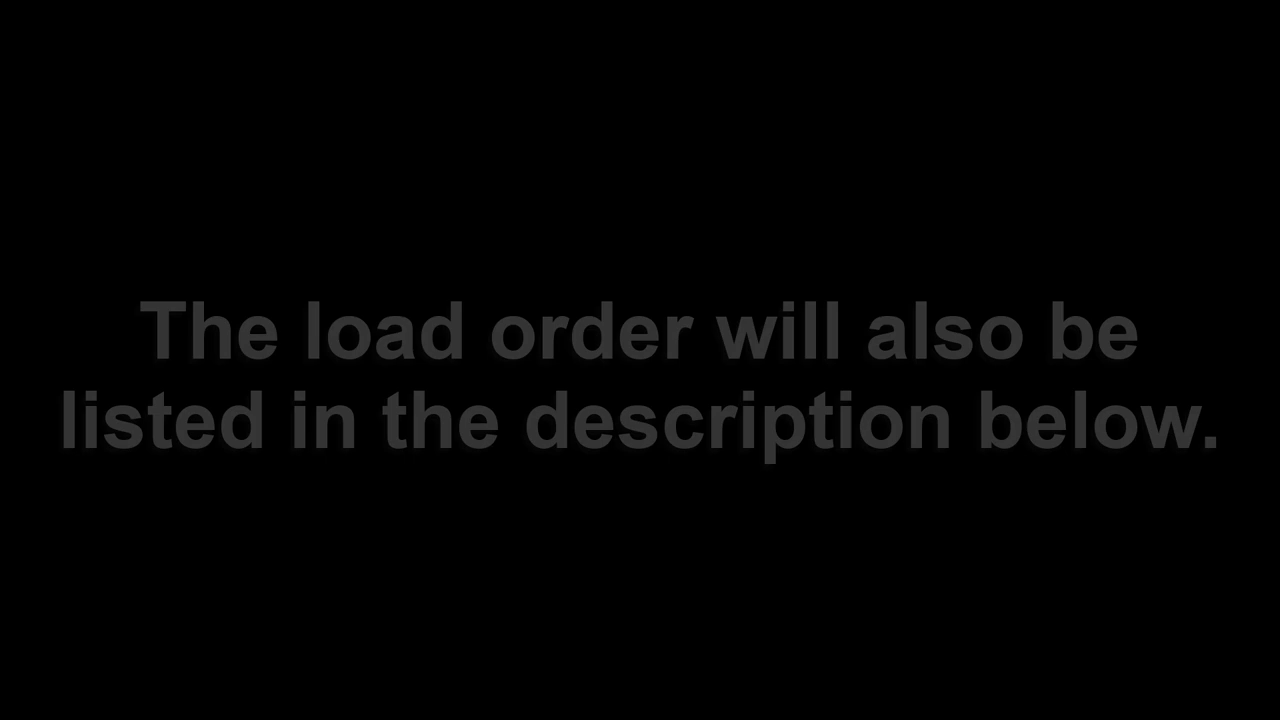 The load order will also be
listed in the description below.